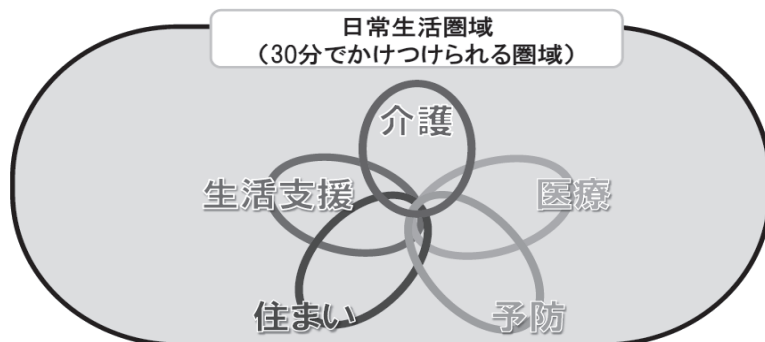 日常生活圏域
（30分でかけつけられる圏域）
介護
生活支援
医療
住まい
予防